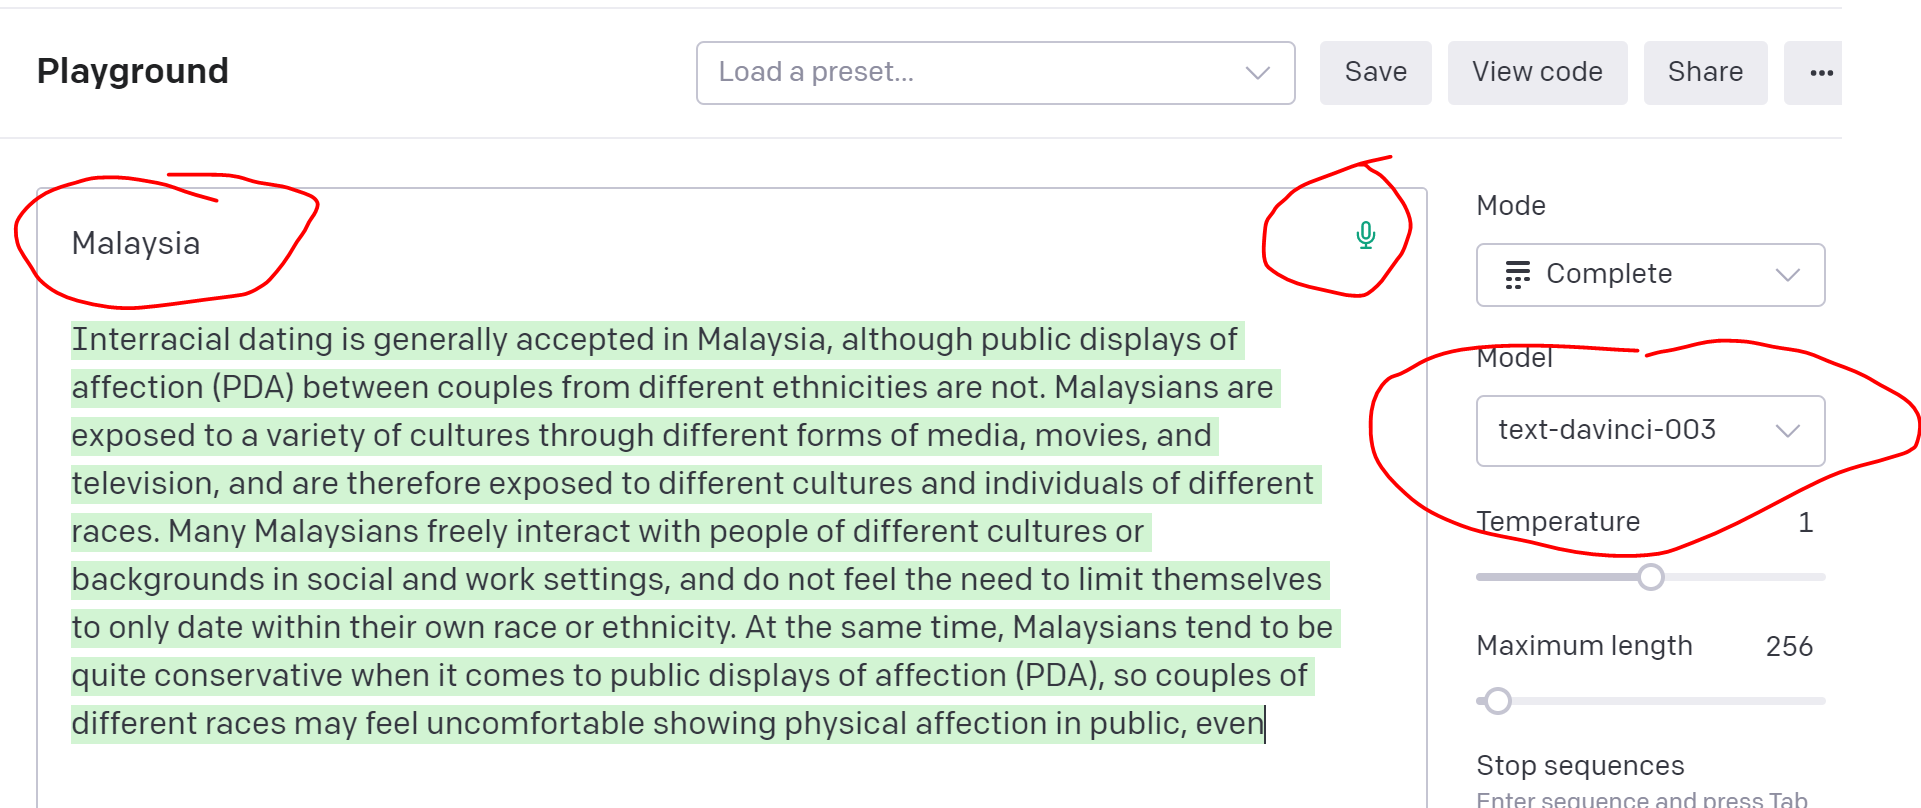 Playground
Load a preset...
Save
View code
Share
Malaysia
Interracial dating is generally accepted in Malaysia, although public displays of
affection (PDA) between couples from different ethnicities are not. Malaysians are
exposed to a variety of cultures through different forms of media, movies, and
television, and are therefore exposed to different cultures and individuals of different
races. Many Malaysians freely interact with people of different cultures or
backgrounds in social and work settings, and do not feel the need to limit themselves
to only date within their own race or ethnicity. At the same time, Malaysians tend to be
quite conservative when it comes to public displays of affection (PDA), so couples of
different races may feel uncomfortable showing physical affection in public, even
Mode
Complete
Model
text-davinci-003
Temperature 1
Maximum length 256
Stop sequences
Enter sequence and press Tab